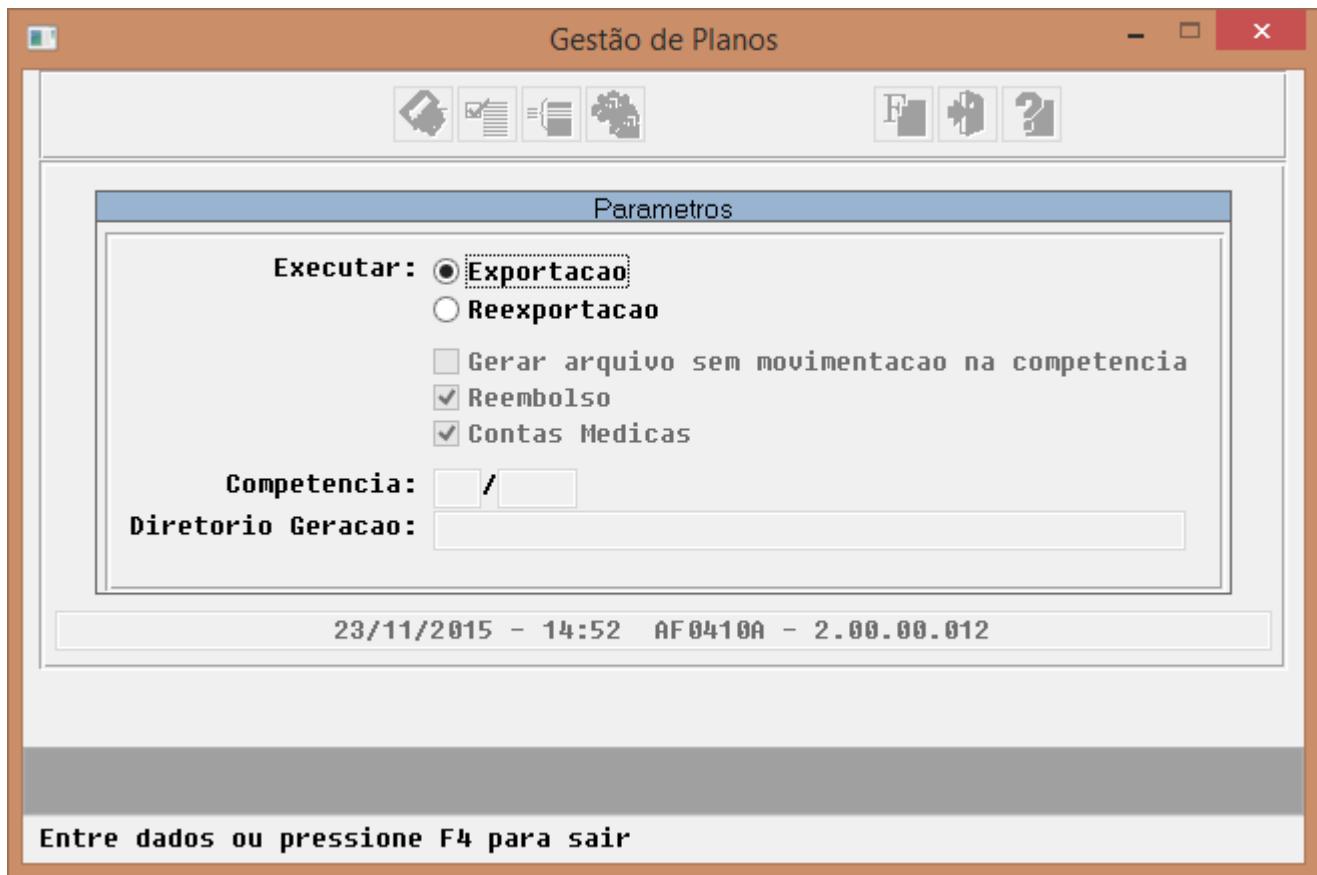 Gestão de Planos
Parametros
Executar: Exportacao
Reexportacao
Gerar arquivo sem movimentacao na competencia
Reembolso
Contas Medicas
Competencia: /
Diretorio Geracao:
23/11/2015 - 14:52 AF0410A - 2.00.00.012
Entre dados ou pressione F4 para sair